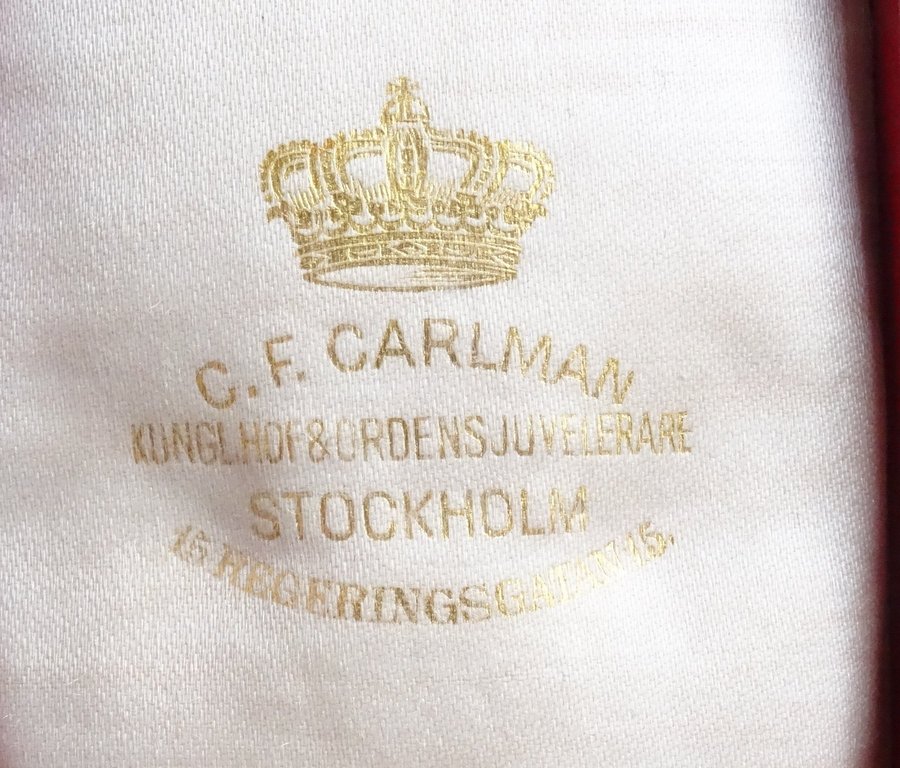 C. F. CARLMAN
KUNGL. HOF & ORDENSJUVELERARE
STOCKHOLM
15 REGERINGSGATAN 15.